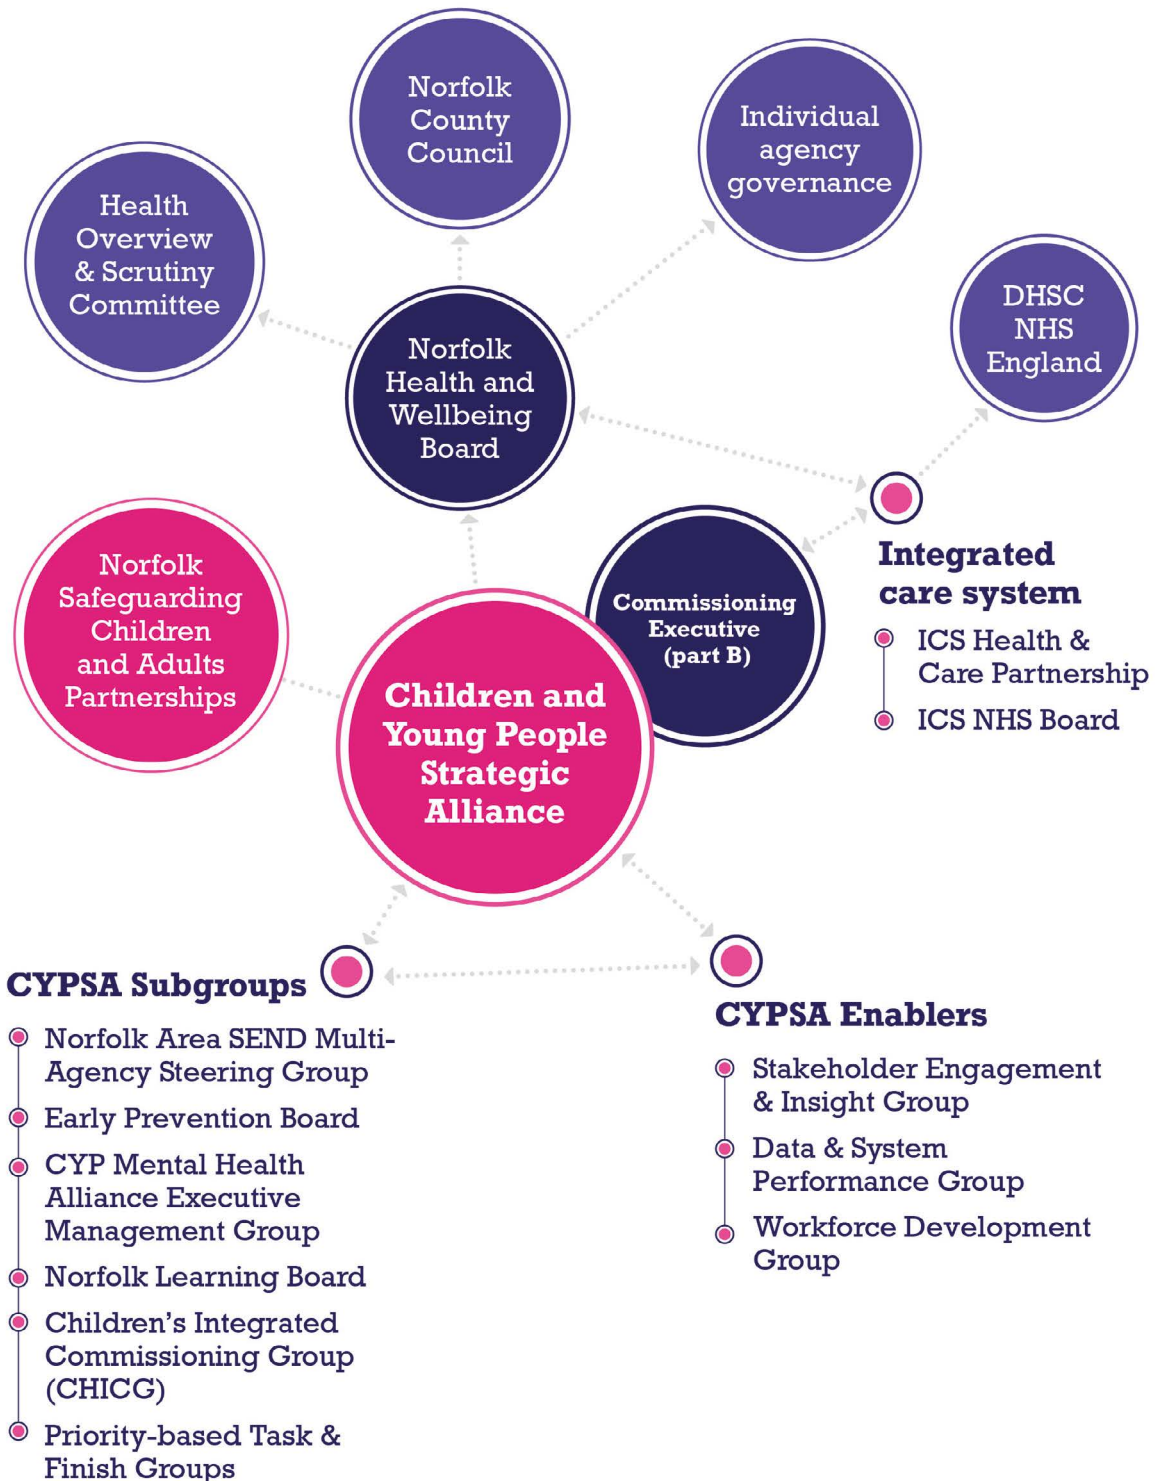 Norfolk
County
Council
Individual
agency
governance
Health
Overview
& Scrutiny
Committee
DHSC
NHS
England
Norfolk
Health and
Wellbeing
Board
Norfolk
Safeguarding
Children
and Adults
Partnerships
Commissioning
Executive
(part B)
Integrated
care system
ICS Health &
Care Partnership
ICS NHS Board
Children and
Young People
Strategic
Alliance
CYPSA Subgroups
Norfolk Area SEND Multi-
Agency Steering Group
Early Prevention Board
CYP Mental Health
Alliance Executive
Management Group
Norfolk Learning Board
Children’s Integrated
Commissioning Group
(CHICG)
Priority-based Task &
Finish Groups
CYPSA Enablers
Stakeholder Engagement
& Insight Group
Data & System
Performance Group
Workforce Development
Group